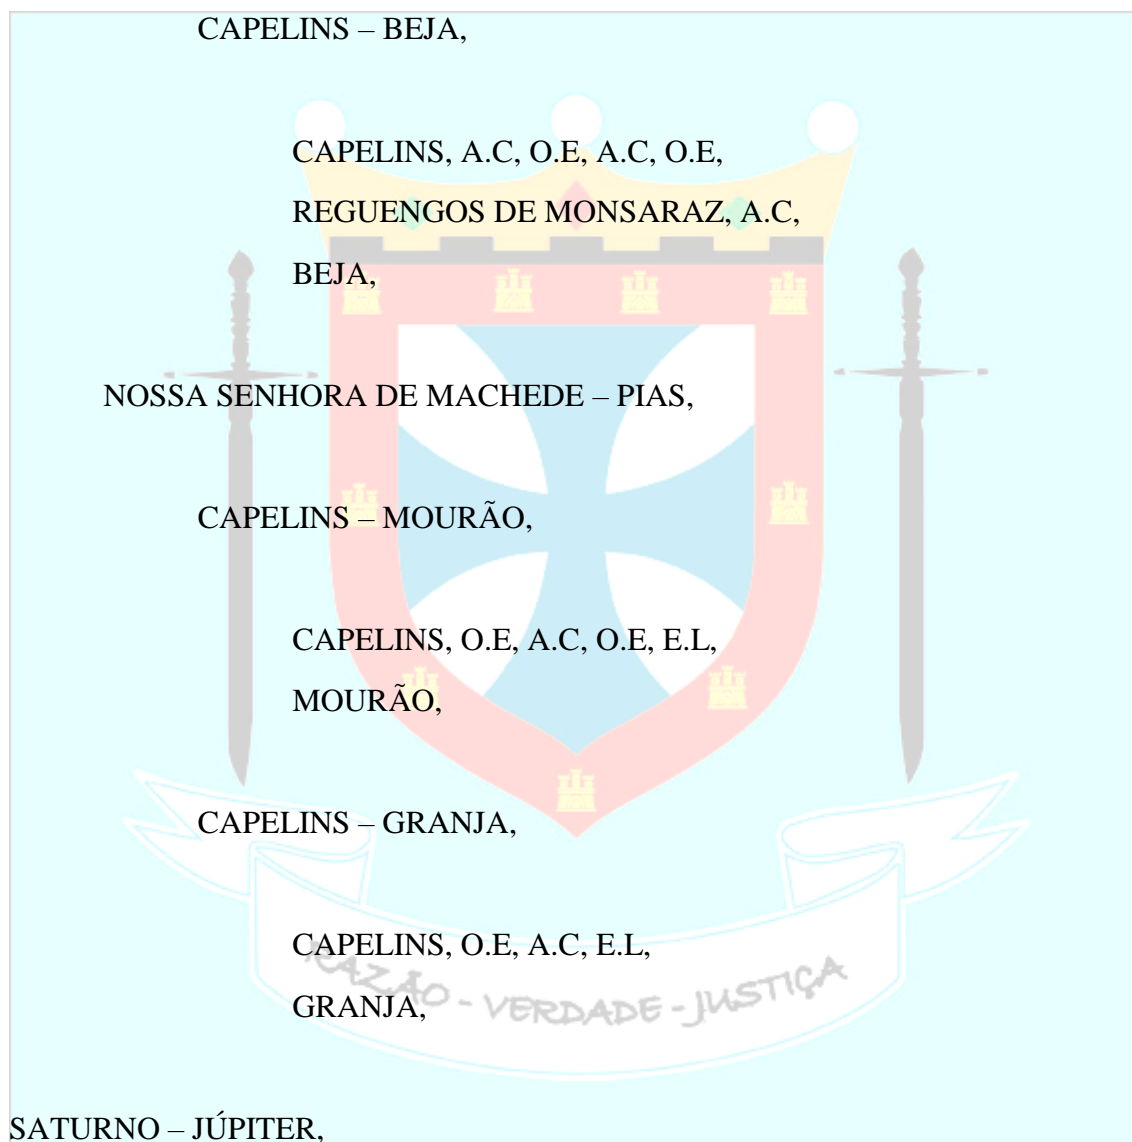 CAPELINS – BEJA,
CAPELINS, A.C, O.E, A.C, O.E,
REGUENGOS DE MONSARAZ, A.C,
BEJA,
NOSSA SENHORA DE MACHEDE – PIAS,
CAPELINS – MOURÃO,
CAPELINS, O.E, A.C, O.E, E.L,
MOURÃO,
CAPELINS – GRANJA,
CAPELINS, O.E, A.C, E.L,
GRANJA,
RAZÃO - VERDADE - JUSTIÇA
SATURNO – JÚPITER,